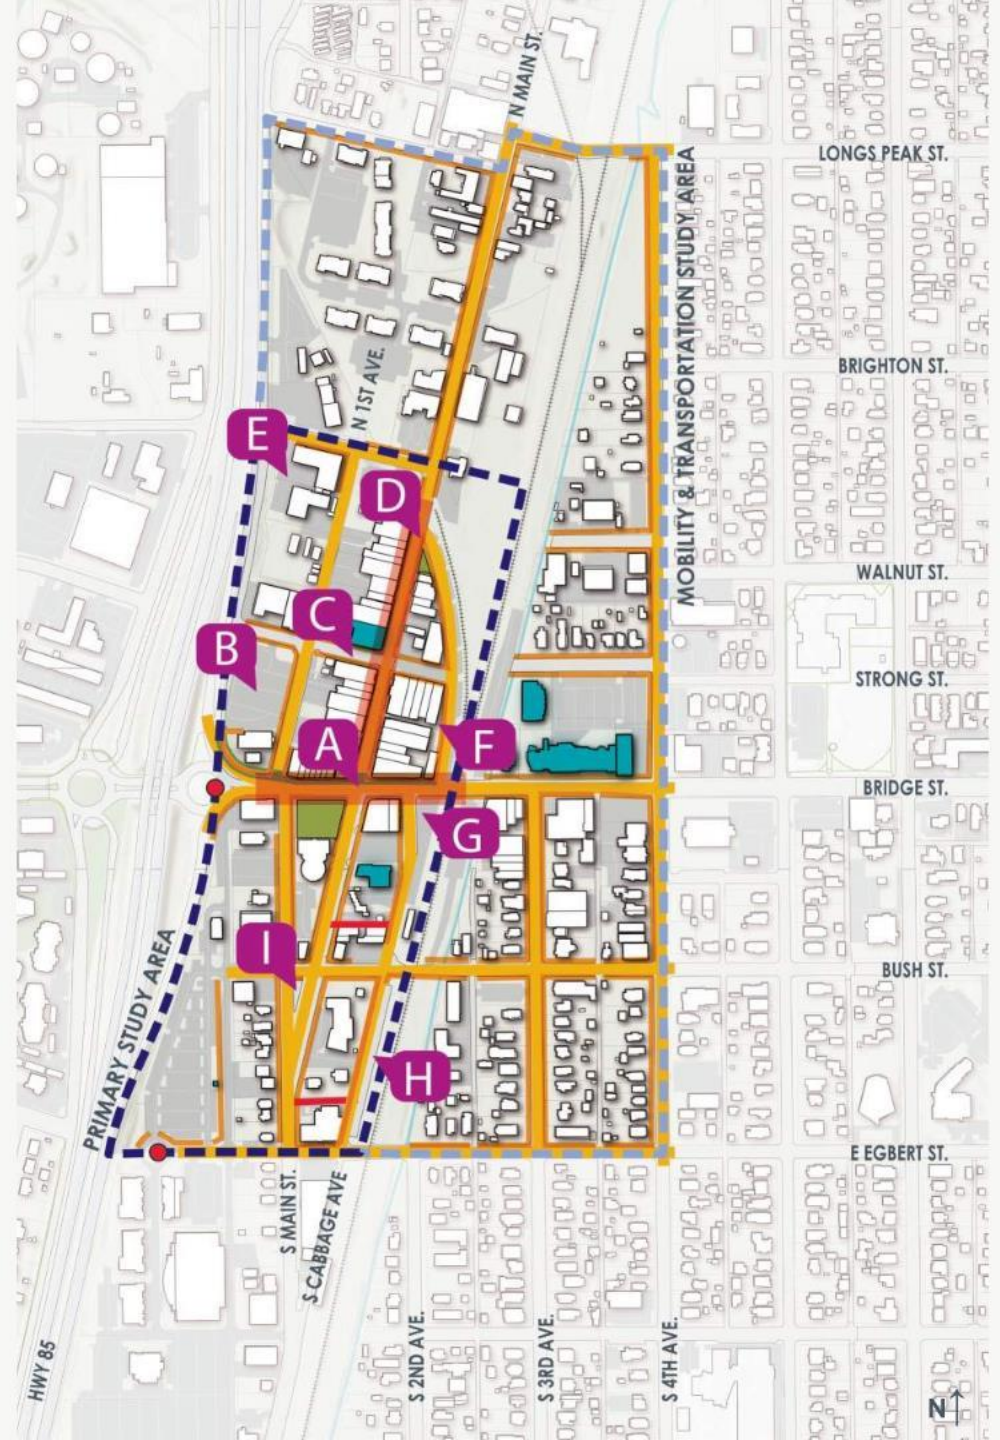 N MAIN ST.
LONGS PEAK ST.
MOBILITY & TRANSPORTATION STUDY AREA
BRIGHTON ST.
N 1ST AVE.
E
D
WALNUT ST.
C
B
STRONG ST.
A
F
BRIDGE ST.
G
I
PRIMARY STUDY AREA
BUSH ST.
H
E EGBERT ST.
S MAIN ST.
S CABBAGE AVE
HWY 85
S 2ND AVE.
S 3RD AVE.
S 4TH AVE.
N